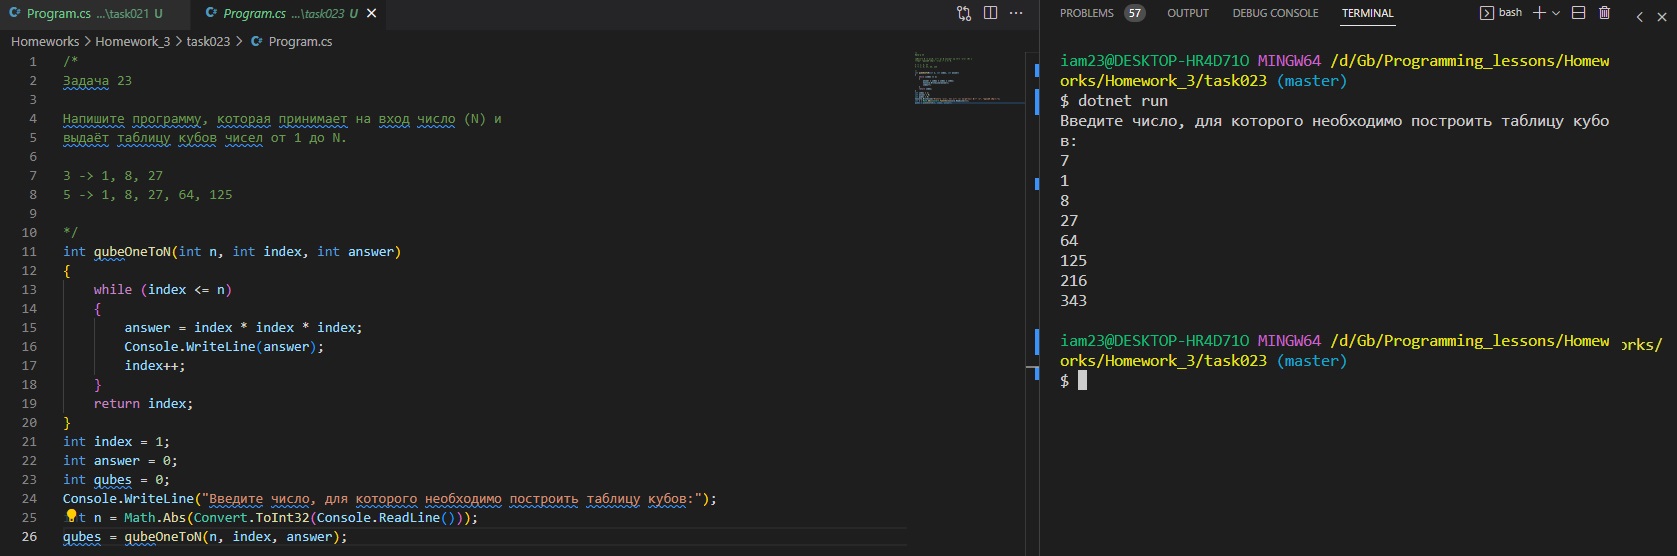 Program.cs ...\task021 U
Program.cs ...\task023 U
Homeworks > Homework_3 > task023 > Program.cs
1 /*
2 Задача 23
3
4 Напишите программу, которая принимает на вход число (N) и
5 выдаёт таблицу кубов чисел от 1 до N.
6
7 3 -> 1, 8, 27
8 5 -> 1, 8, 27, 64, 125
9
10 */
11 int qubeOneToN(int n, int index, int answer)
12 {
13 while (index <= n)
14 {
15 answer = index * index * index;
16 Console.WriteLine(answer);
17 index++;
18 }
19 return index;
20 }
21 int index = 1;
22 int answer = 0;
23 int qubes = 0;
24 Console.WriteLine("Введите число, для которого необходимо построить таблицу кубов:");
25 int n = Math.Abs(Convert.ToInt32(Console.ReadLine()));
26 qubes = qubeOneToN(n, index, answer);
PROBLEMS 57 OUTPUT DEBUG CONSOLE TERMINAL bash
iam23@DESKTOP-HR4D71O MINGW64 /d/Gb/Programming_lessons/Homew
orks/Homework_3/task023 (master)
$ dotnet run
Введите число, для которого необходимо построить таблицу кубо
в:
7
1
8
27
64
125
216
343
iam23@DESKTOP-HR4D71O MINGW64 /d/Gb/Programming_lessons/Homew
orks/
orks/Homework_3/task023 (master)
$